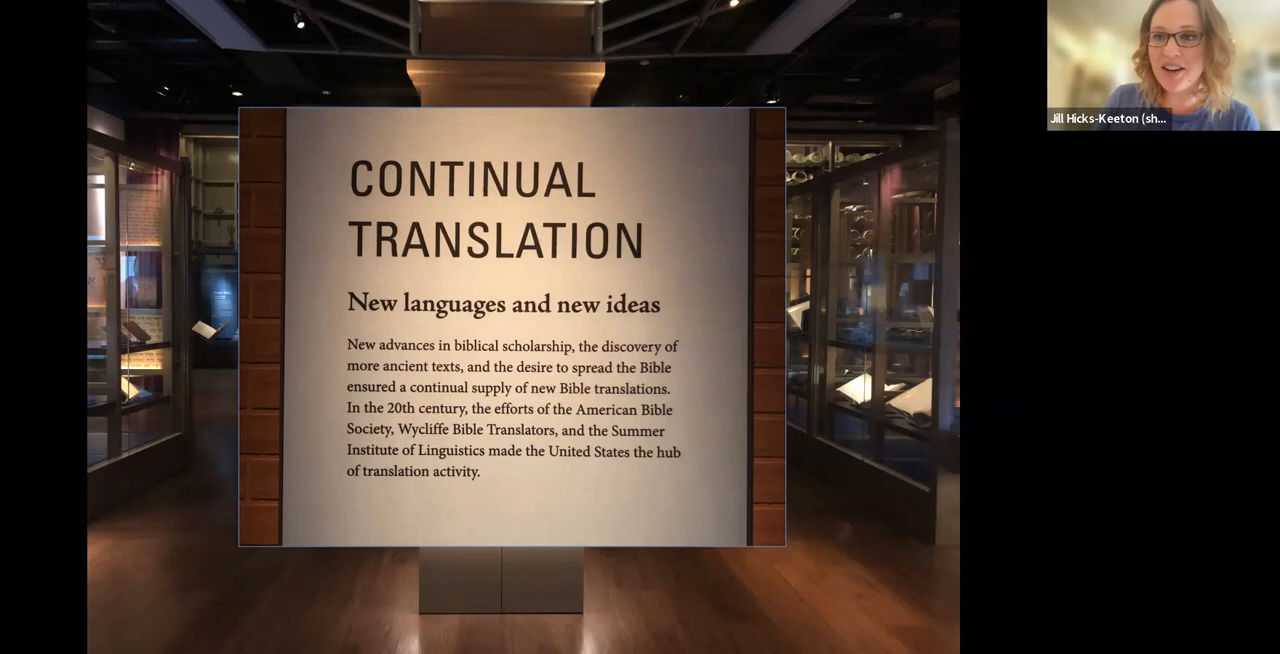 CONTINUAL
TRANSLATION
New languages and new ideas
New advances in biblical scholarship, the discovery of
more ancient texts, and the desire to spread the Bible
ensured a continual supply of new Bible translations.
In the 20th century, the efforts of the American Bible
Society, Wycliffe Bible Translators, and the Summer
Institute of Linguistics made the United States the hub
of translation activity.
Jill Hicks-Keeton (sh...